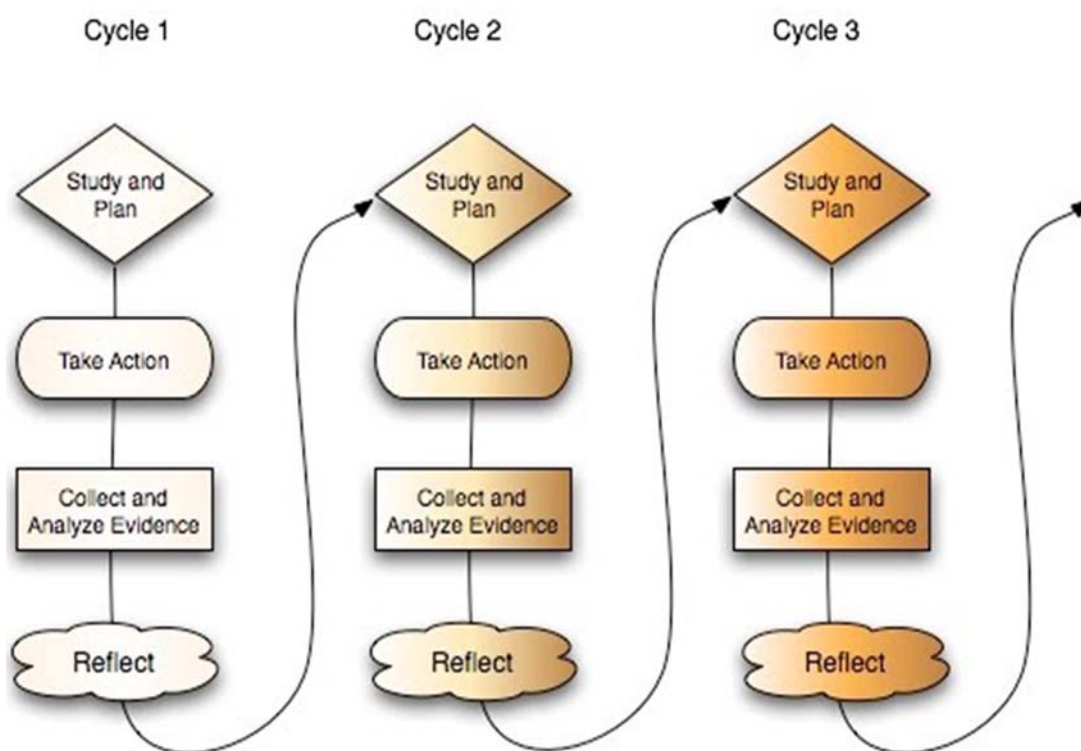 Cycle 1
Study and
Plan
Take Action
Collect and
Analyze Evidence
Reflect
Cycle 2
Study and
Plan
Take Action
Collect and
Analyze Evidence
Reflect
Cycle 3
Study and
Plan
Take Action
Collect and
Analyze Evidence
Reflect